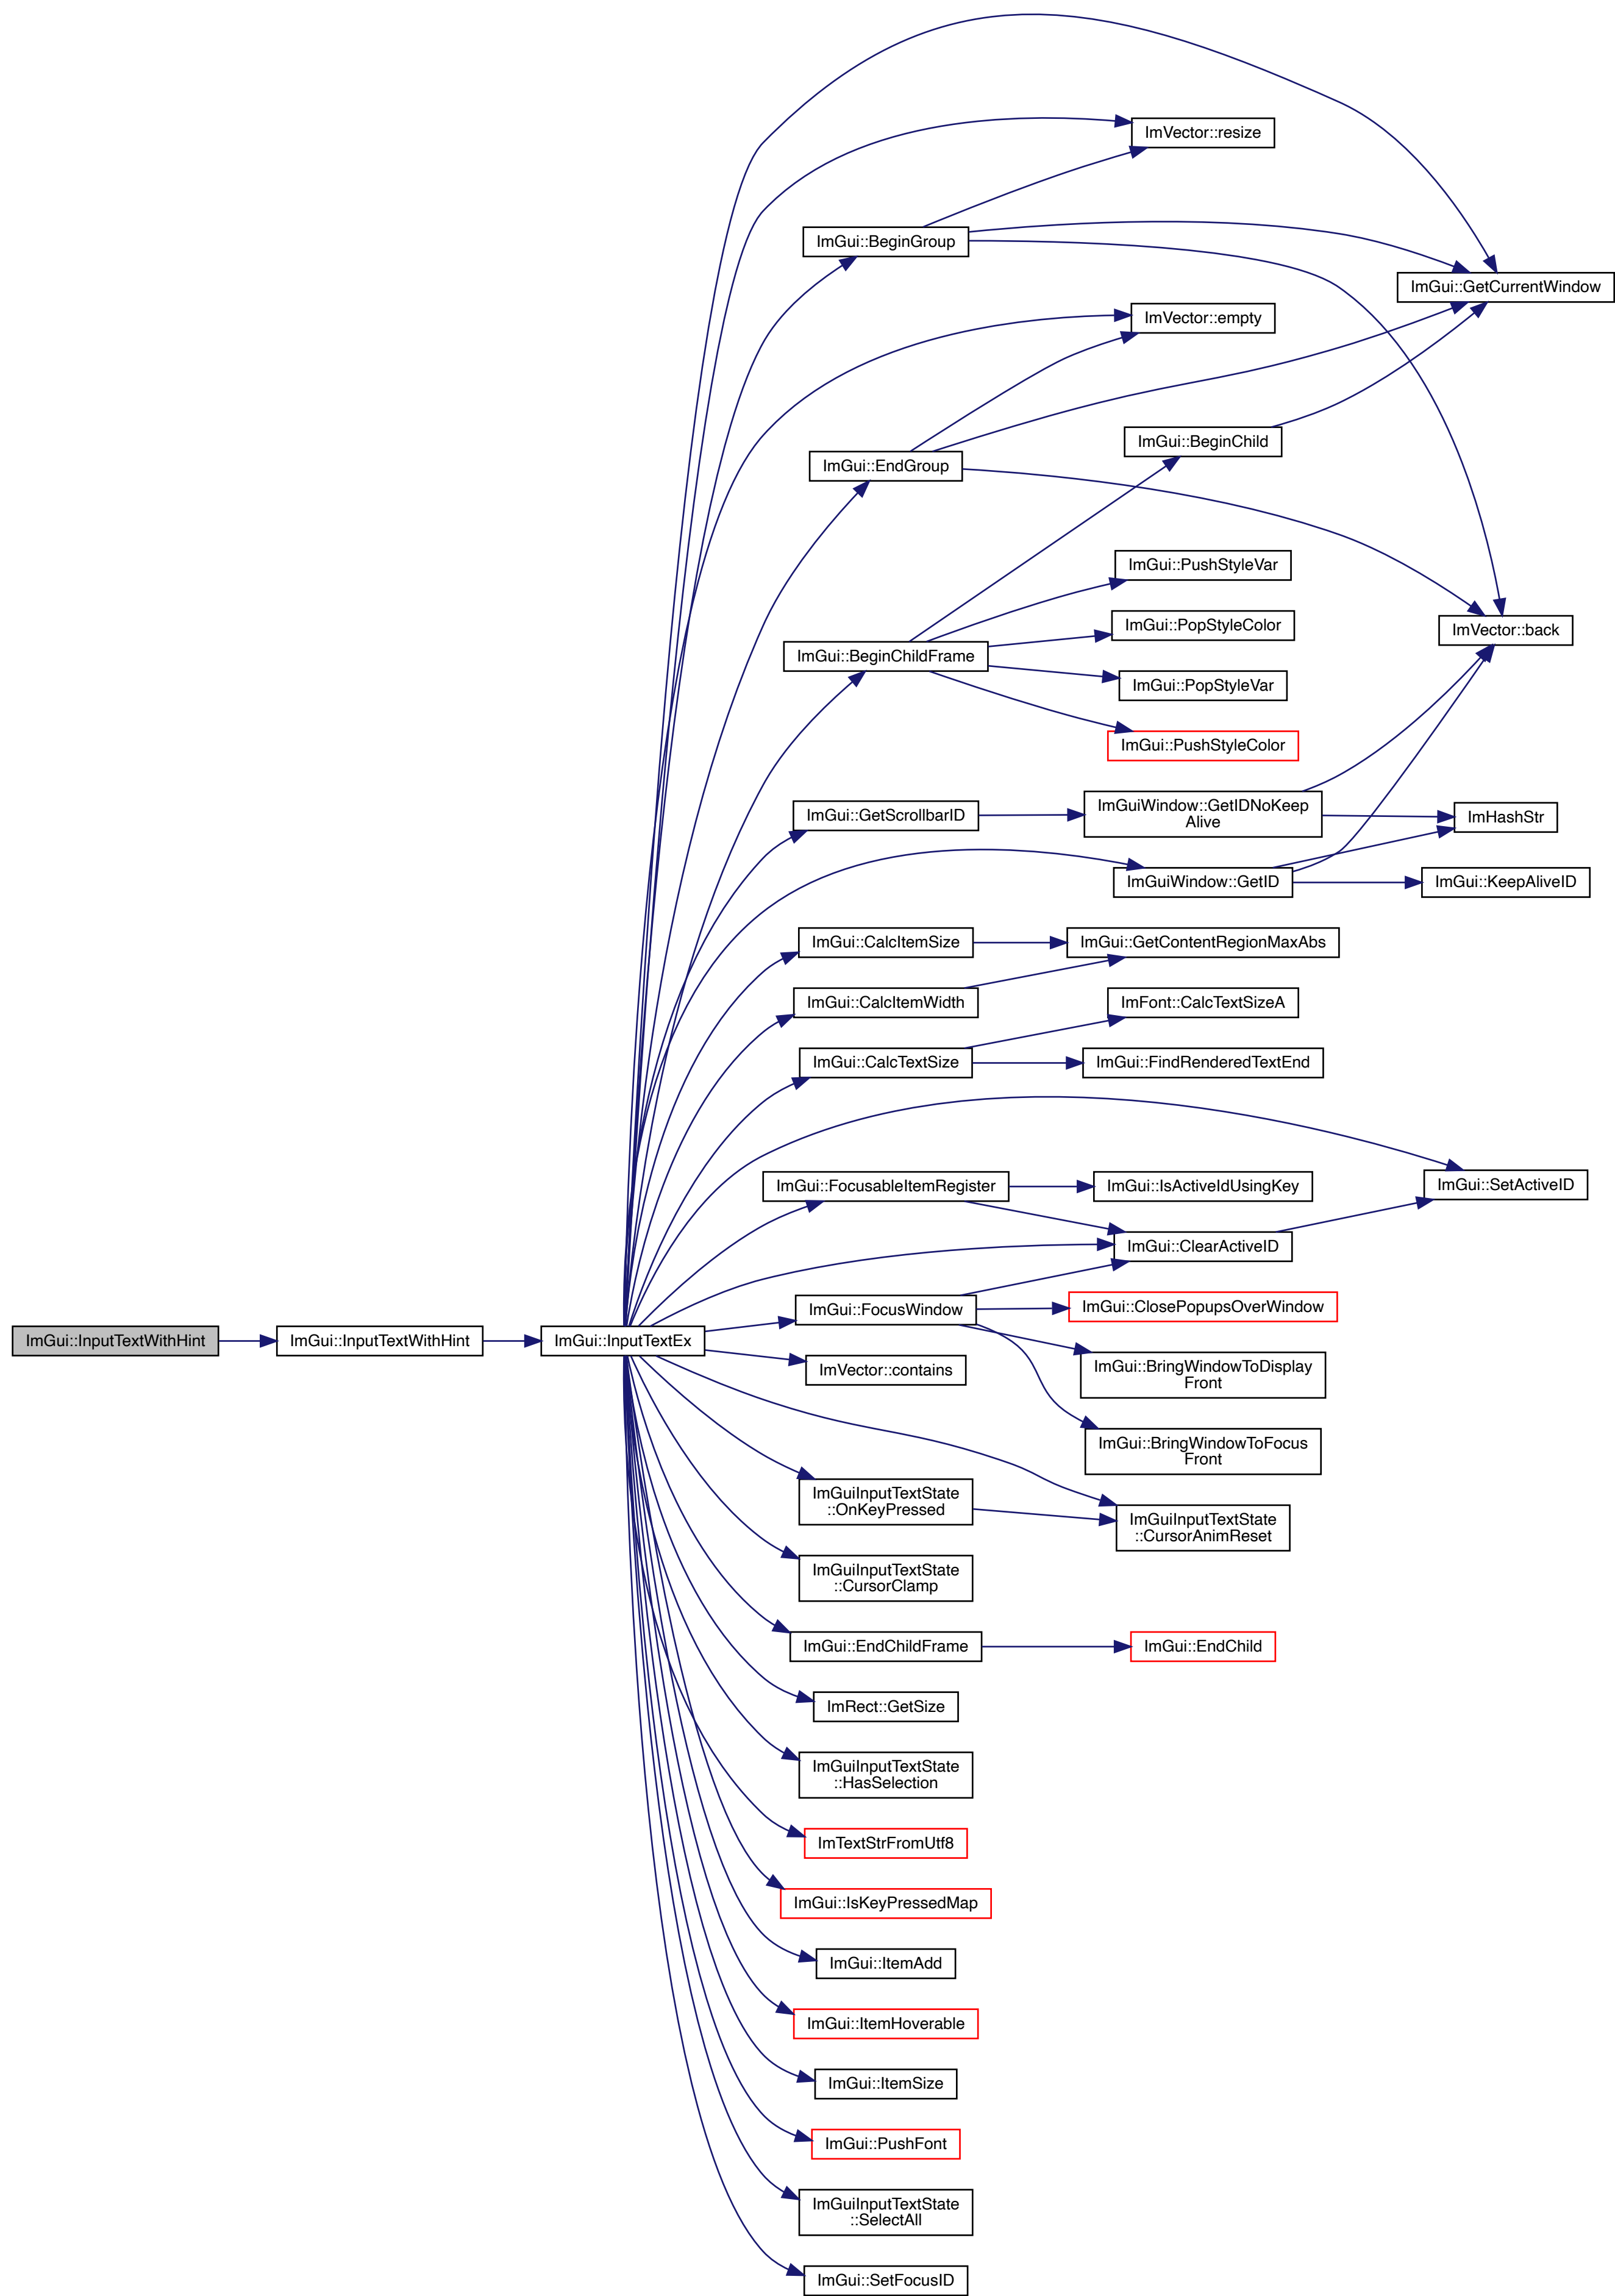 ImVector::resize
ImGui::BeginGroup
ImGui::GetCurrentWindow
ImVector::empty
ImGui::BeginChild
ImGui::EndGroup
ImGui::PushStyleVar
ImGui::PopStyleColor
ImVector::back
ImGui::BeginChildFrame
ImGui::PopStyleVar
ImGui::PushStyleColor
ImGui::GetScrollbarID
ImGuiWindow::GetIDNoKeep
Alive
ImHashStr
ImGuiWindow::GetID
ImGui::KeepAliveID
ImGui::CalcItemSize
ImGui::GetContentRegionMaxAbs
ImGui::CalcItemWidth
ImFont::CalcTextSizeA
ImGui::CalcTextSize
ImGui::FindRenderedTextEnd
ImGui::FocusableItemRegister
ImGui::IsActiveIdUsingKey
ImGui::SetActiveID
ImGui::ClearActiveID
ImGui::FocusWindow
ImGui::ClosePopupsOverWindow
ImGui::InputTextWithHint
ImGui::InputTextWithHint
ImGui::InputTextEx
ImVector::contains
ImGui::BringWindowToDisplay
Front
ImGui::BringWindowToFocus
Front
ImGuiInputTextState
::OnKeyPressed
ImGuiInputTextState
::CursorAnimReset
ImGuiInputTextState
::CursorClamp
ImGui::EndChildFrame
ImGui::EndChild
ImRect::GetSize
ImGuiInputTextState
::HasSelection
ImTextStrFromUtf8
ImGui::IsKeyPressedMap
ImGui::ItemAdd
ImGui::ItemHoverable
ImGui::ItemSize
ImGui::PushFont
ImGuiInputTextState
::SelectAll
ImGui::SetFocusID